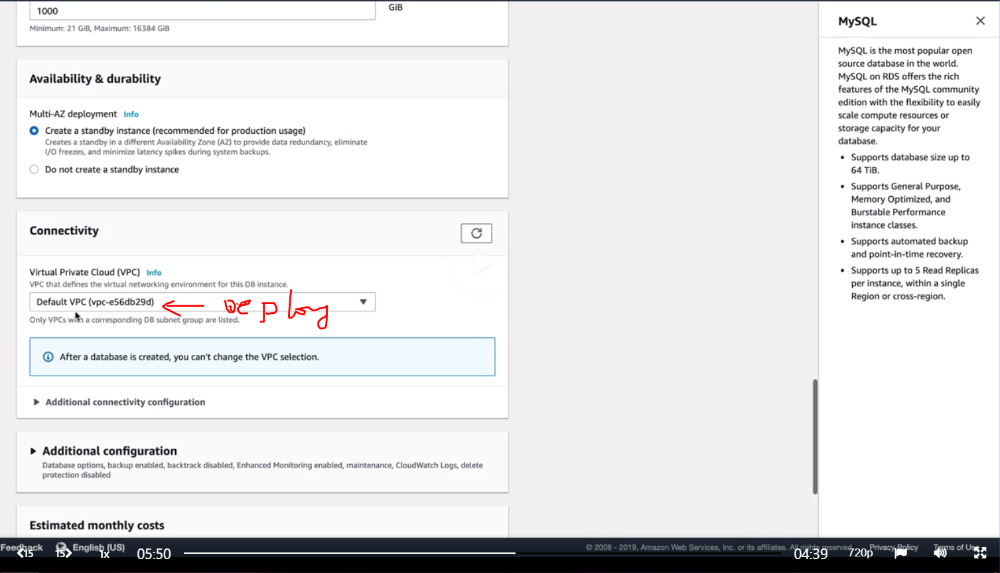 1000
GiB
Minimum: 21 GiB, Maximum: 16384 GiB
Availability & durability
Multi-AZ deployment Info
Create a standby instance (recommended for production usage)
Creates a standby in a different Availability Zone (AZ) to provide data redundancy, eliminate
I/O freezes, and minimize latency spikes during system backups.
Do not create a standby instance
Connectivity
Virtual Private Cloud (VPC) Info
VPC that defines the virtual networking environment for this DB instance.
Default VPC (vpc-e56db29d)
Deploy
Only VPCs with a corresponding DB subnet group are listed.
After a database is created, you can't change the VPC selection.
Additional connectivity configuration
Additional configuration
Database options, backup enabled, backtrack disabled, Enhanced Monitoring enabled, maintenance, CloudWatch Logs, delete
protection disabled
Estimated monthly costs
MySQL
MySQL is the most popular open
source database in the world.
MySQL on RDS offers the rich
features of the MySQL community
edition with the flexibility to easily
scale compute resources or
storage capacity for your
database.
Supports database size up to
64 TiB.
Supports General Purpose,
Memory Optimized, and
Burstable Performance
instance classes.
Supports automated backup
and point-in-time recovery.
Supports up to 5 Read Replicas
per instance, within a single
Region or cross-region.
Feedback English (US) © 2008 - 2019, Amazon Web Services, Inc. or its affiliates. All rights reserved. Privacy Policy Terms of Use
15 15 1x 05:50 04:39 720p